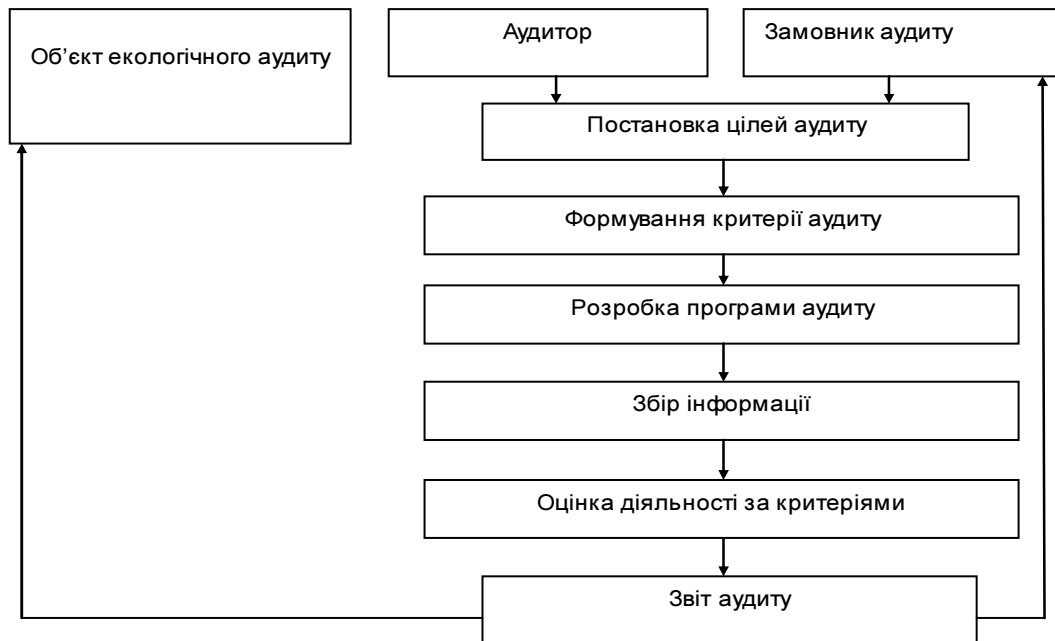 Об’єкт екологічного аудиту
Аудитор
Замовник аудиту
Постановка цілей аудиту
Формування критерії аудиту
Розробка програми аудиту
Збір інформації
Оцінка діяльності за критеріями
Звіт аудиту